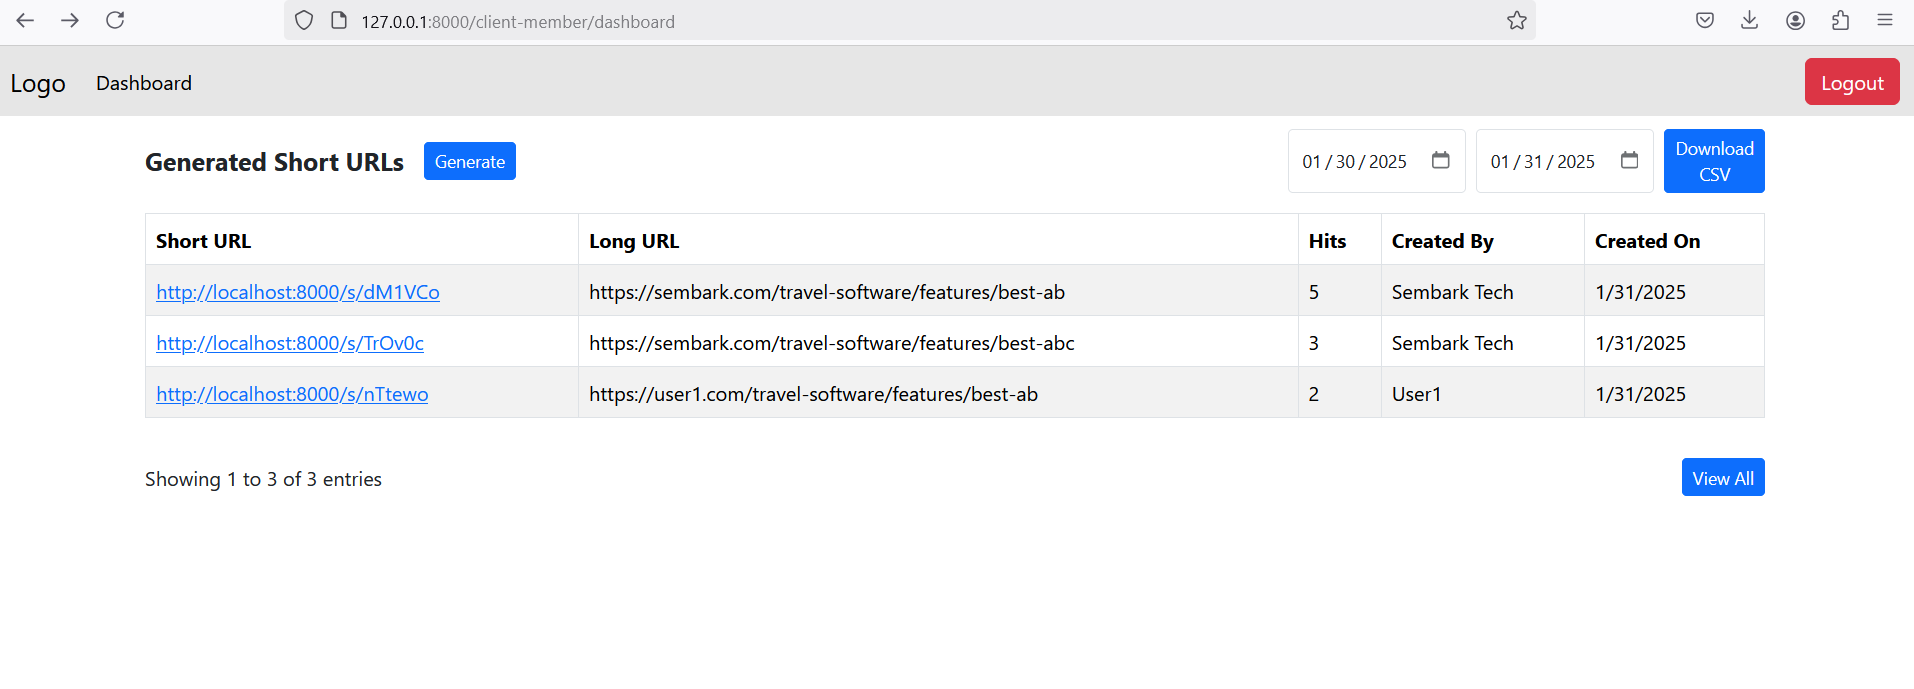 127.0.0.1:8000/client-member/dashboard
Logo Dashboard Logout
Generated Short URLs Generate 01/30/2025 01/31/2025 Download CSV
Short URL Long URL Hits Created By Created On
http://localhost:8000/s/dM1VCo https://sembark.com/travel-software/features/best-ab 5 Sembark Tech 1/31/2025
http://localhost:8000/s/TrOv0c https://sembark.com/travel-software/features/best-abc 3 Sembark Tech 1/31/2025
http://localhost:8000/s/nTtewo https://user1.com/travel-software/features/best-ab 2 User1 1/31/2025
Showing 1 to 3 of 3 entries View All